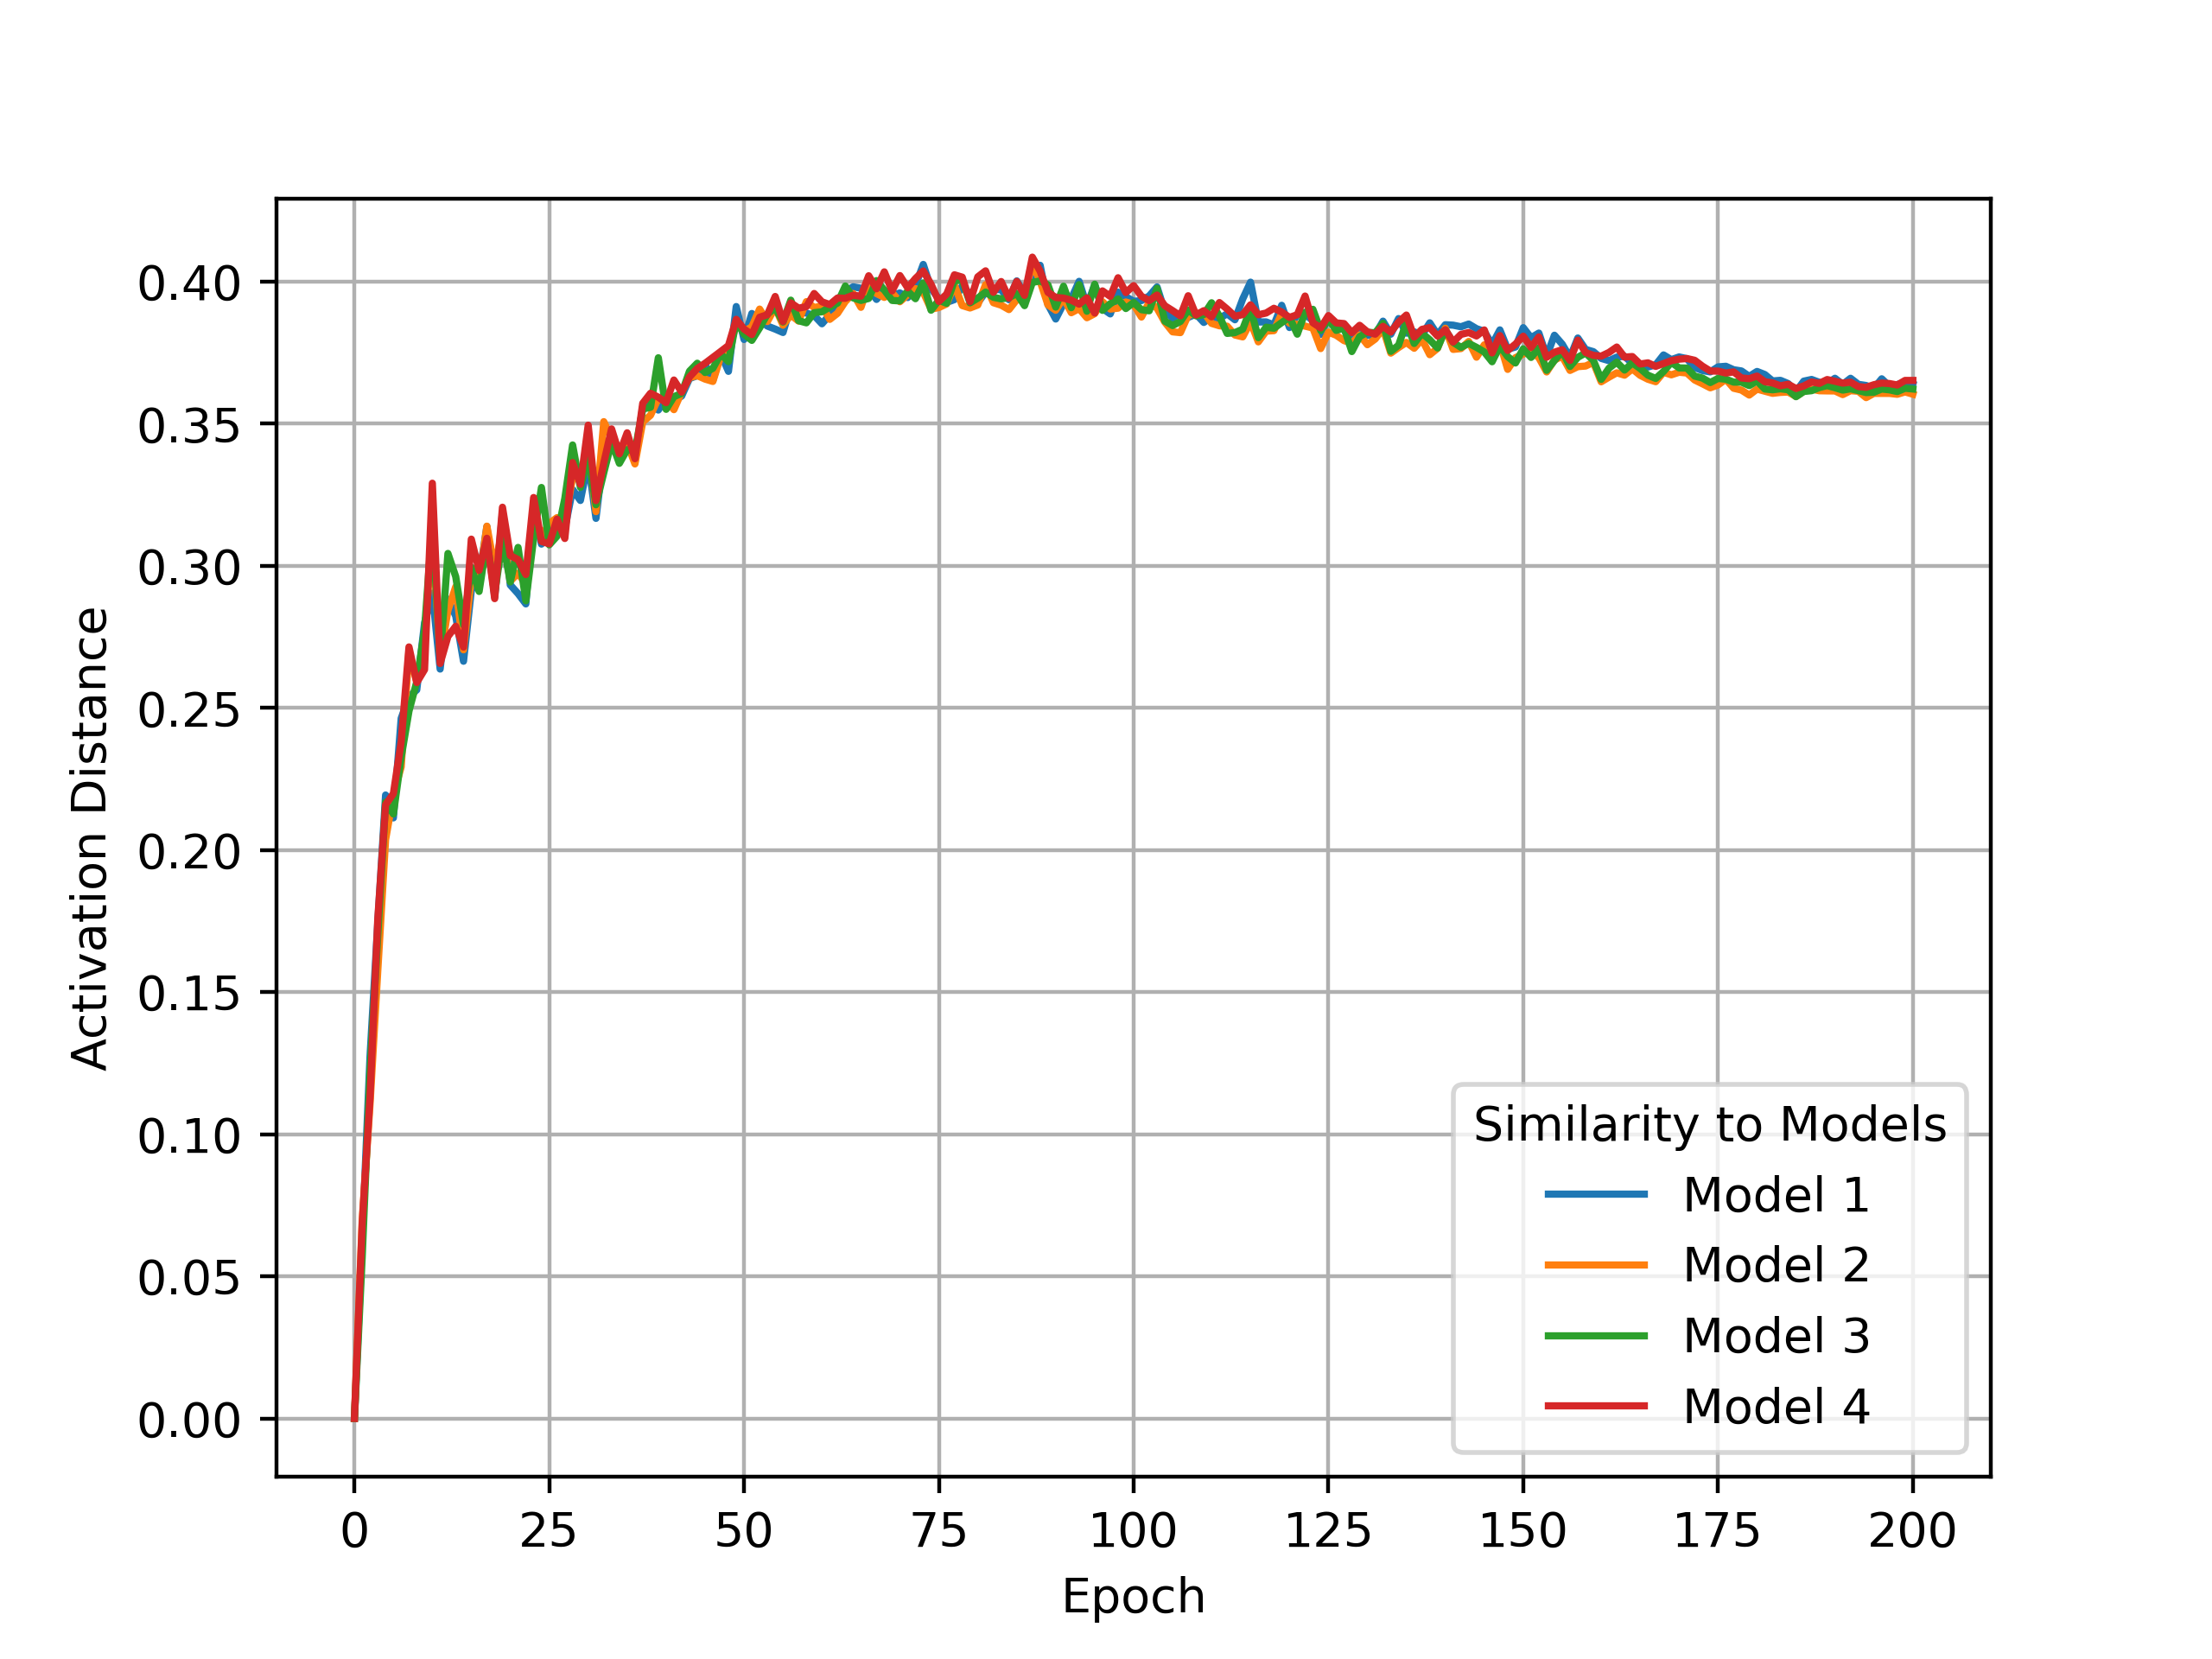 0.40
0.35
0.30
0.25
0.20
0.15
0.10
0.05
0.00
Activation Distance
0 25 50 75 100 125 150 175 200
Epoch
Similarity to Models
Model 1
Model 2
Model 3
Model 4